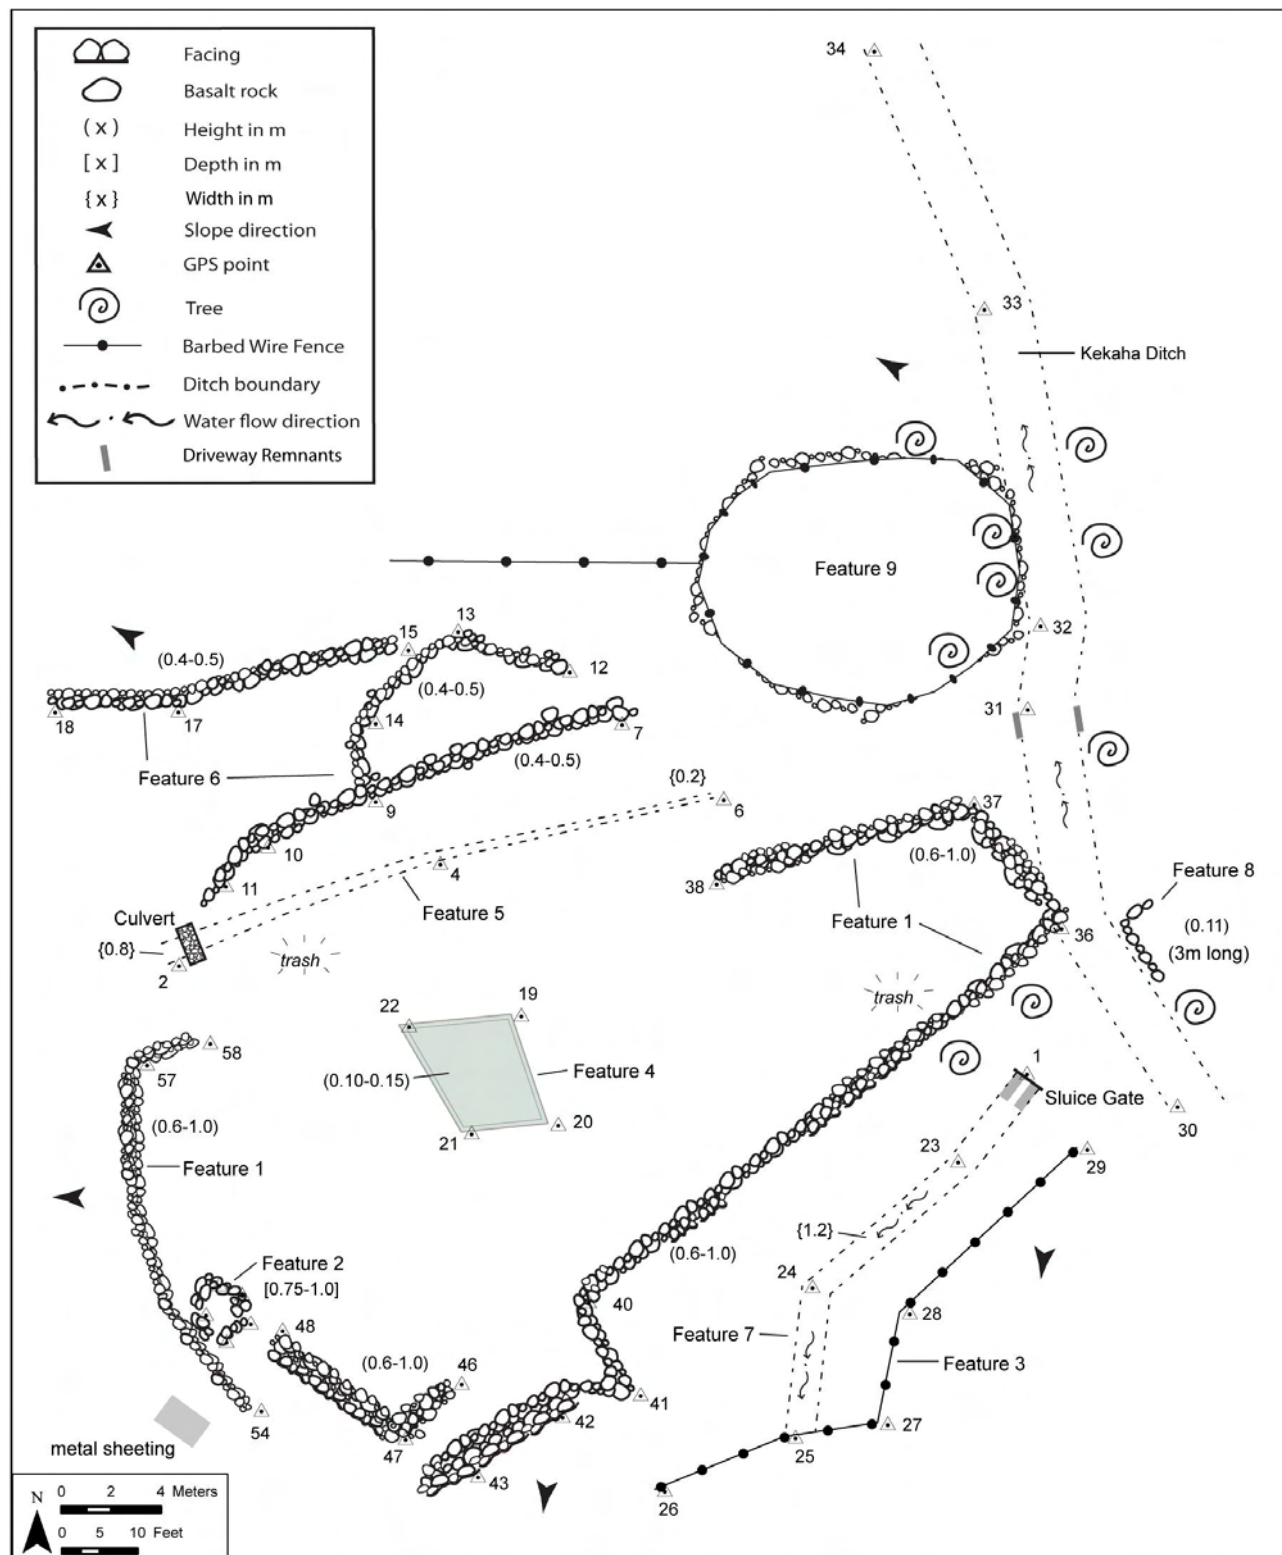 Facing
Basalt rock
(x) Height in m
[x] Depth in m
{x} Width in m
Slope direction
GPS point
Tree
Barbed Wire Fence
Ditch boundary
Water flow direction
Driveway Remnants
34
33
Kekaha Ditch
Feature 9
32
31
13
15
12
(0.4-0.5)
(0.4-0.5)
18
17
14
7
Feature 6
(0.4-0.5)
{0.2}
9
6
37
10
4
(0.6-1.0)
11
38
Feature 8
Culvert
Feature 5
Feature 1
(0.11)
36
{0.8}
(3m long)
trash
2
trash
22
19
58
57
1
(0.10-0.15)
Feature 4
Sluice Gate
(0.6-1.0)
30
21
20
23
29
Feature 1
{1.2}
(0.6-1.0)
Feature 2
[0.75-1.0]
24
40
28
48
Feature 7
(0.6-1.0)
46
Feature 3
41
42
54
27
metal sheeting
47
25
43
26
N
0 2 4 Meters
0 5 10 Feet